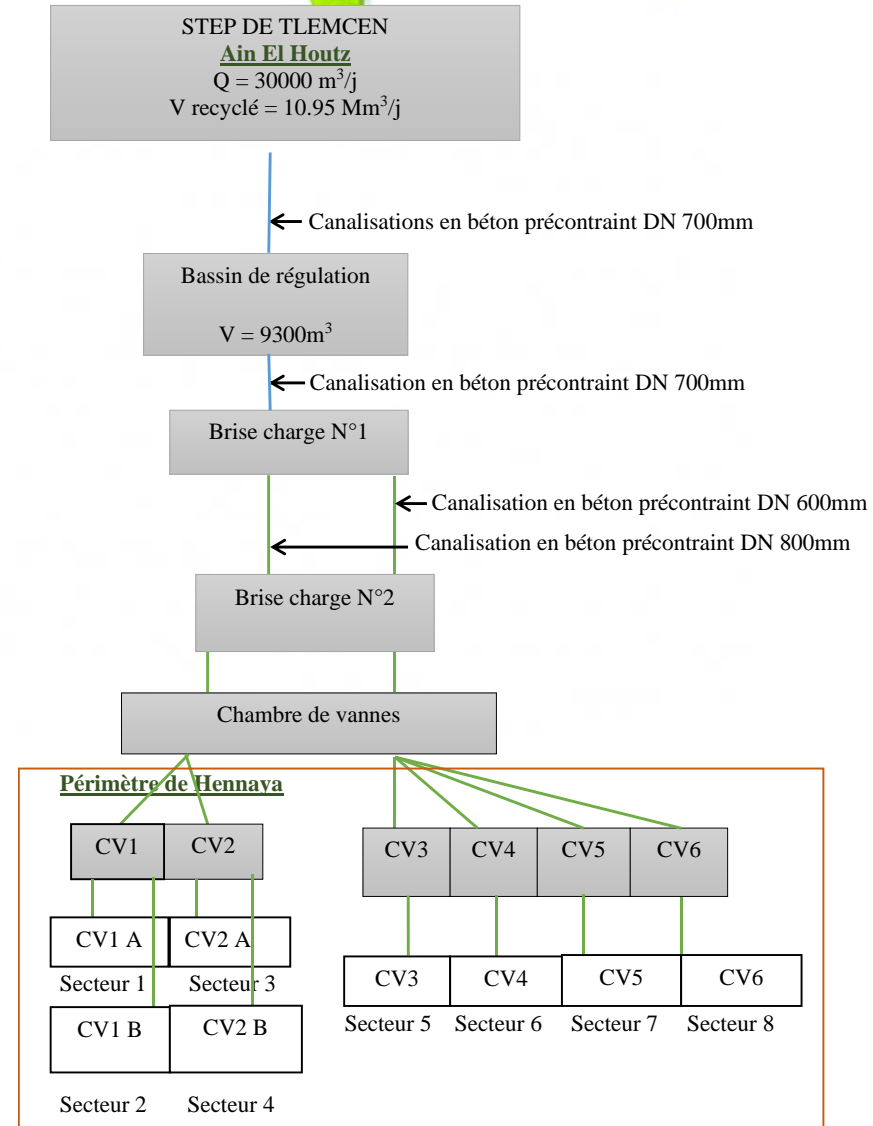 STEP DE TLEMCEN
Ain El Houtz
Q = 30000 m³/j
V recyclé = 10.95 Mm³/j
Canalisations en béton précontraint DN 700mm
Bassin de régulation
V = 9300m³
Canalisation en béton précontraint DN 700mm
Brise charge N°1
Canalisation en béton précontraint DN 600mm
Canalisation en béton précontraint DN 800mm
Brise charge N°2
Chambre de vannes
Périmètre de Hennaya
CV1 CV2 CV3 CV4 CV5 CV6
CV1 A CV2 A
Secteur 1 Secteur 3
CV3 CV4 CV5 CV6
Secteur 5 Secteur 6 Secteur 7 Secteur 8
CV1 B CV2 B
Secteur 2 Secteur 4